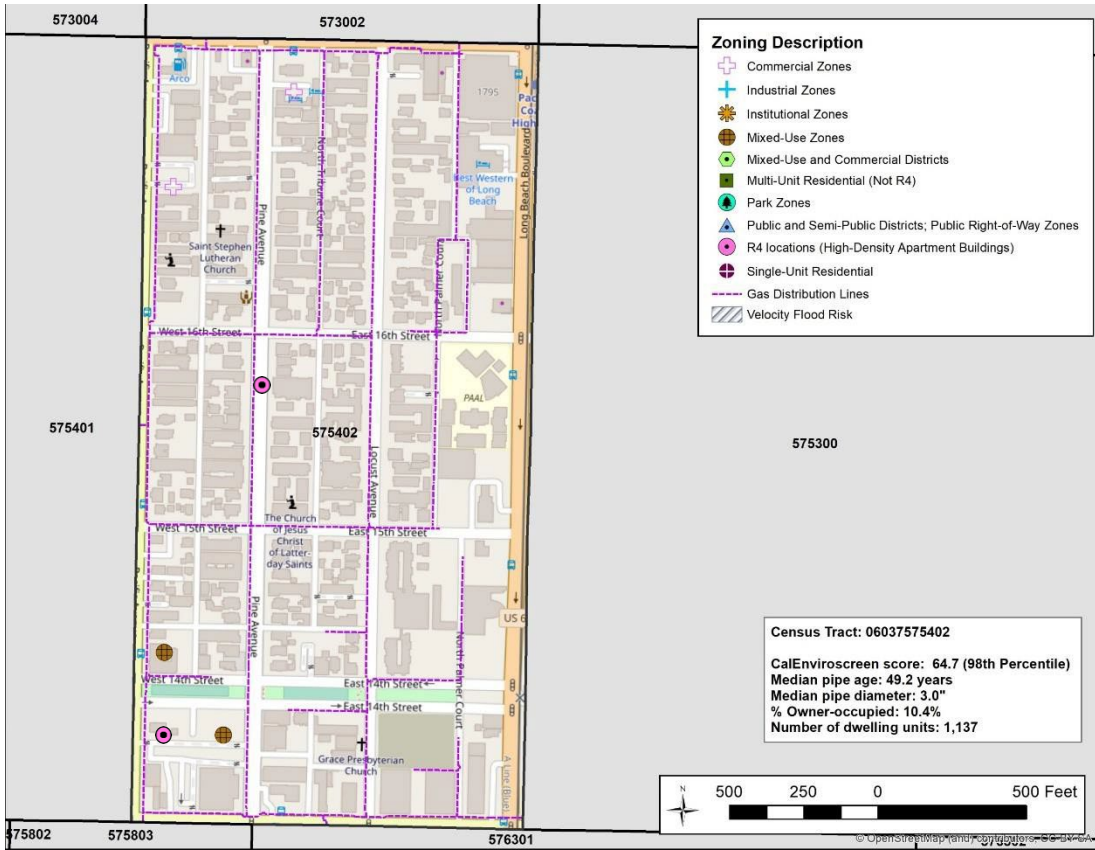 573004
573002
Zoning Description
Commercial Zones
Industrial Zones
Institutional Zones
Mixed-Use Zones
Mixed-Use and Commercial Districts
Multi-Unit Residential (Not R4)
Park Zones
Public and Semi-Public Districts; Public Right-of-Way Zones
R4 locations (High-Density Apartment Buildings)
Single-Unit Residential
Gas Distribution Lines
Velocity Flood Risk
Arco
1795
Best Western
of Long
Beach
Long Beach Boulevard
North Tribune Court
Pine Avenue
Saint Stephen
Lutheran
Church
North Palmer Court
West 16th Street
East 16th Street
PAAL
575401
575402
575300
Locust Avenue
The Church
of Jesus
Christ
of Latter-
day Saints
West 15th Street
East 15th Street
Pine Avenue
US 6
North Palmer Court
West 14th Street
East 14th Street
East 14th Street
Grace Presbyterian
Church
A Line (Blue)
Census Tract: 06037575402
CalEnviroscreen score: 64.7 (98th Percentile)
Median pipe age: 49.2 years
Median pipe diameter: 3.0"
% Owner-occupied: 10.4%
Number of dwelling units: 1,137
N
500 250 0 500 Feet
575802
575803
576301
© OpenStreetMap (and) contributors, CC-BY-SA